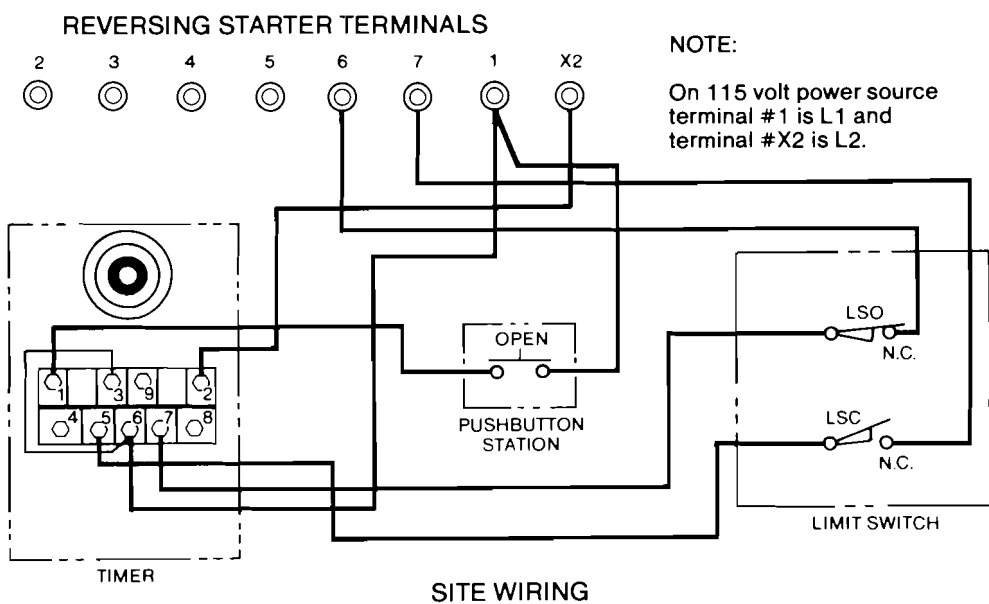 REVERSING STARTER TERMINALS
2 3 4 5 6 7 1 X2
NOTE:
On 115 volt power source
terminal #1 is L1 and
terminal #X2 is L2.
LSO
N.C.
OPEN
1 3 9 2
4 5 6 7 8
PUSHBUTTON
STATION
LSC
N.C.
LIMIT SWITCH
TIMER
SITE WIRING